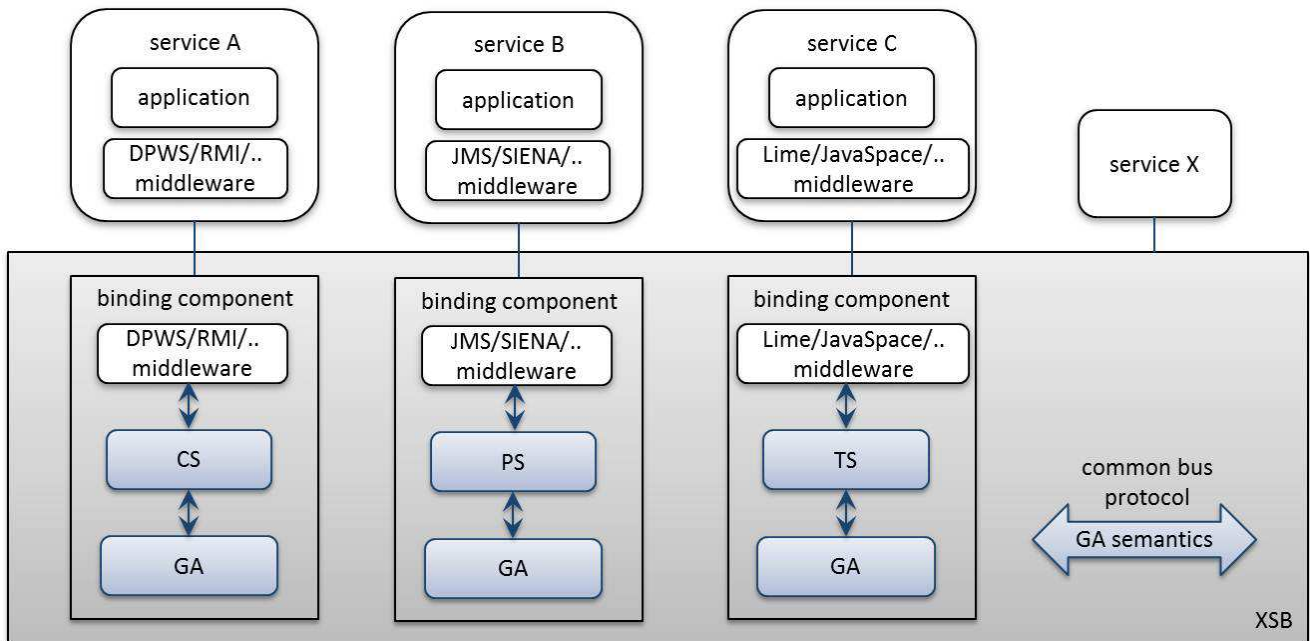 service A
application
DPWS/RMI/..
middleware
service B
application
JMS/SIENA/..
middleware
service C
application
Lime/JavaSpace/..
middleware
service X
binding component
DPWS/RMI/..
middleware
CS
GA
binding component
JMS/SIENA/..
middleware
PS
GA
binding component
Lime/JavaSpace/..
middleware
TS
GA
common bus
protocol
GA semantics
XSB